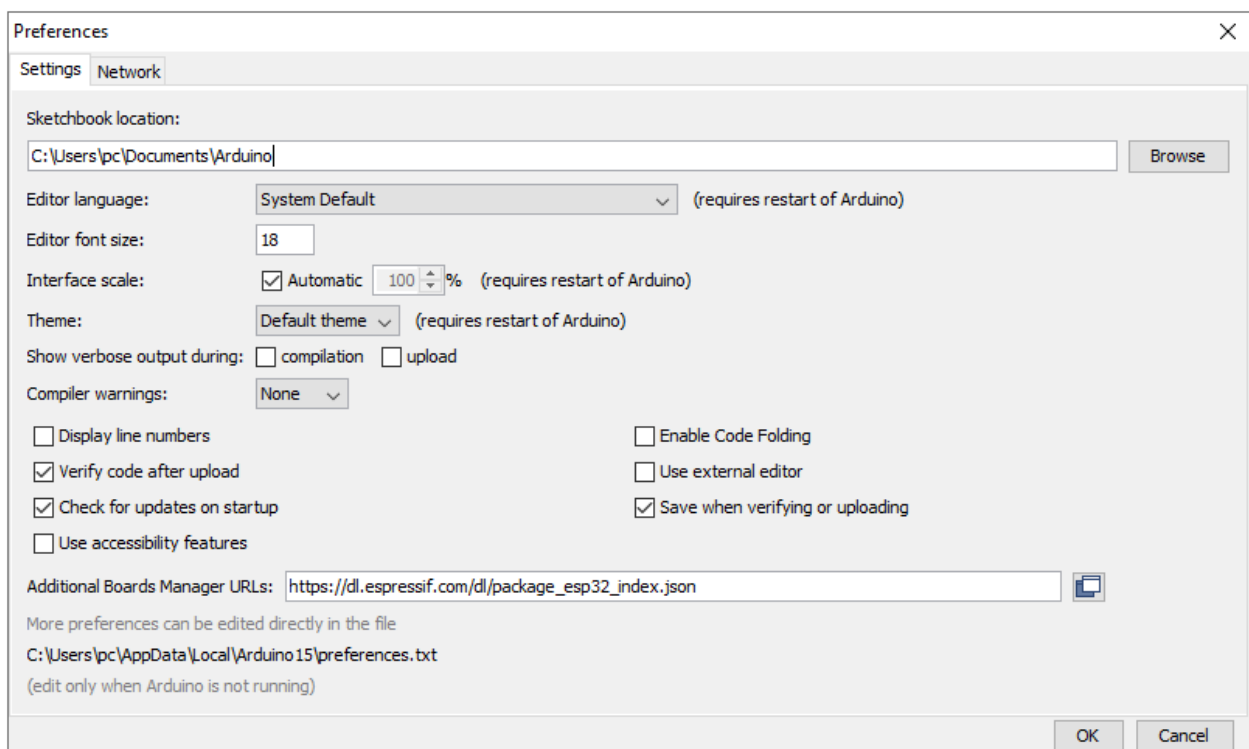 Preferences
Settings Network
Sketchbook location:
C:\Users\pc\Documents\Arduino Browse
Editor language: System Default (requires restart of Arduino)
Editor font size: 18
Interface scale: Automatic 100 % (requires restart of Arduino)
Theme: Default theme (requires restart of Arduino)
Show verbose output during: compilation upload
Compiler warnings: None
Display line numbers Enable Code Folding
Verify code after upload Use external editor
Check for updates on startup Save when verifying or uploading
Use accessibility features
Additional Boards Manager URLs: https://dl.espressif.com/dl/package_esp32_index.json
More preferences can be edited directly in the file
C:\Users\pc\AppData\Local\Arduino15\preferences.txt
(edit only when Arduino is not running)
OK Cancel